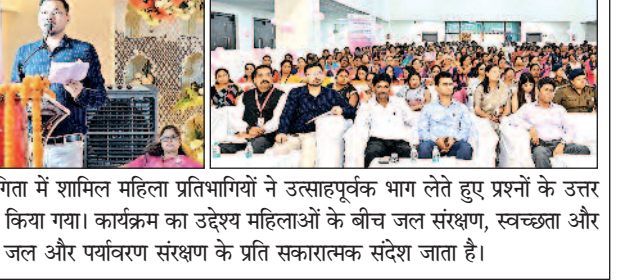 गिता में शामिल महिला प्रतिभागियों ने उत्साहपूर्वक भाग लेते हुए प्रश्नों के उत्तर
किया गया। कार्यक्रम का उद्देश्य महिलाओं के बीच जल संरक्षण, स्वच्छता और
जल और पर्यावरण संरक्षण के प्रति सकारात्मक संदेश जाता है।